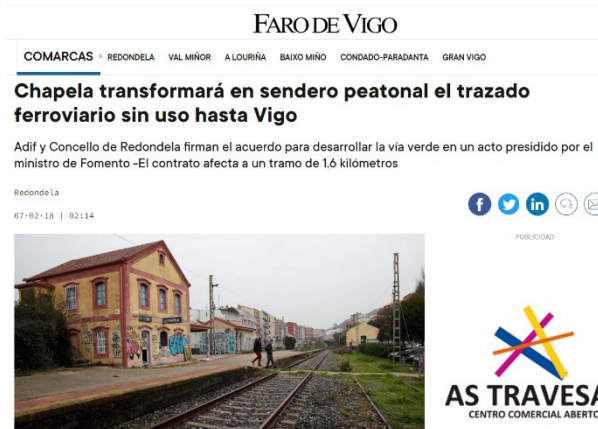 FARO DE VIGO
COMARCAS › REDONDELA VAL MIÑOR A LOURIÑA BAIXO MIÑO CONDADO-PARADANTA GRAN VIGO
Chapela transformará en sendero peatonal el trazado
ferroviario sin uso hasta Vigo
Adif y Concello de Redondela firman el acuerdo para desarrollar la vía verde en un acto presidido por el
ministro de Fomento -El contrato afecta a un tramo de 1,6 kilómetros
Redondela
07·02·18 | 02:14
f in
PUBLICIDAD
AS TRAVESA
CENTRO COMERCIAL ABERTO